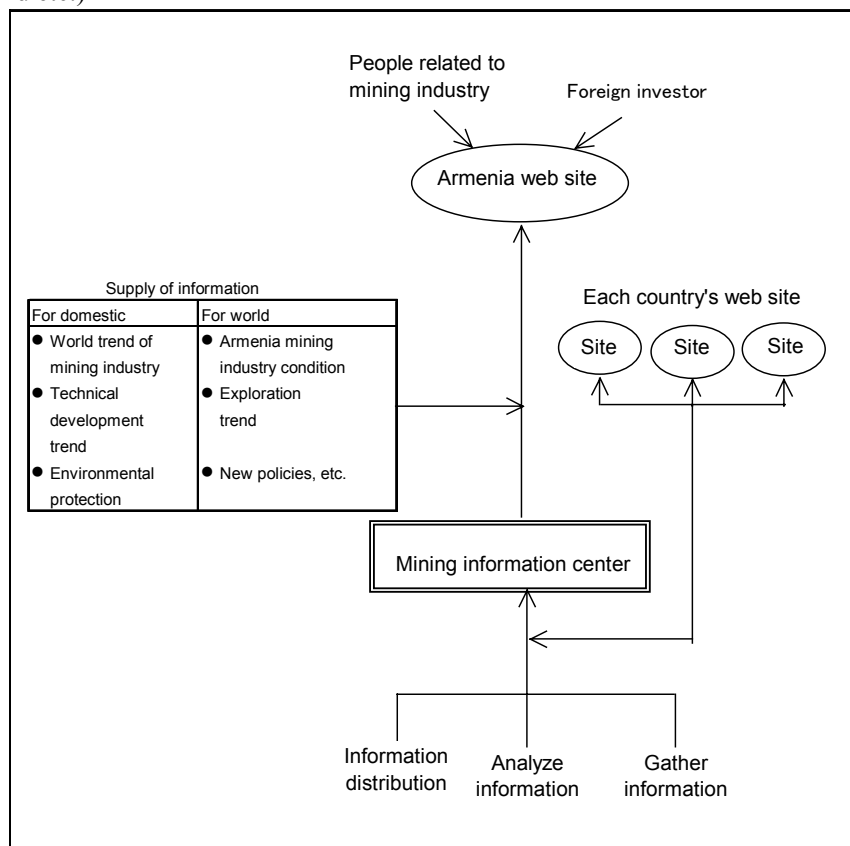 People related to
mining industry
Foreign investor
Armenia web site
Supply of information
For domestic
● World trend of
mining industry
● Technical
development
trend
● Environmental
protection
For world
● Armenia mining
industry condition
● Exploration
trend
● New policies, etc.
Each country's web site
Site
Site
Site
Mining information center
Information
distribution
Analyze
information
Gather
information